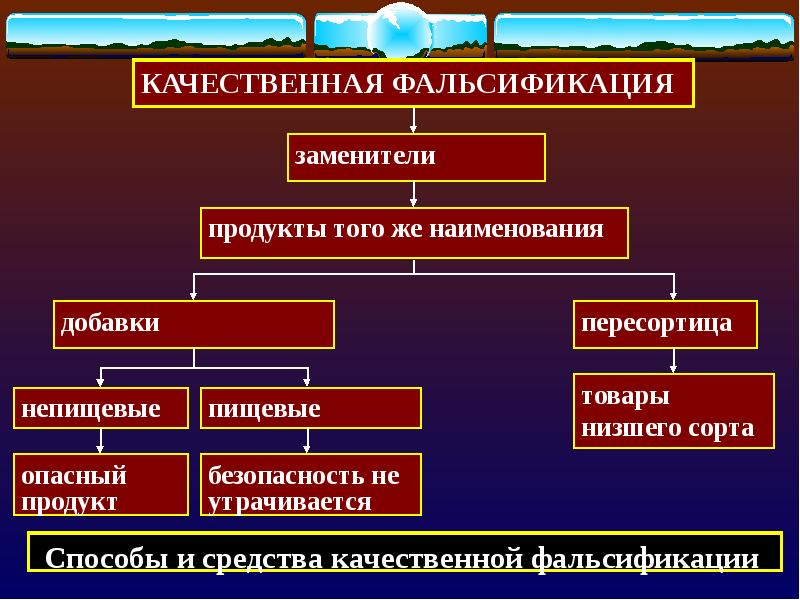 КАЧЕСТВЕННАЯ ФАЛЬСИФИКАЦИЯ
заменители
продукты того же наименования
добавки
пересортица
непищевые
пищевые
товары
низшего сорта
опасный
продукт
безопасность не
утрачивается
Способы и средства качественной фальсификации